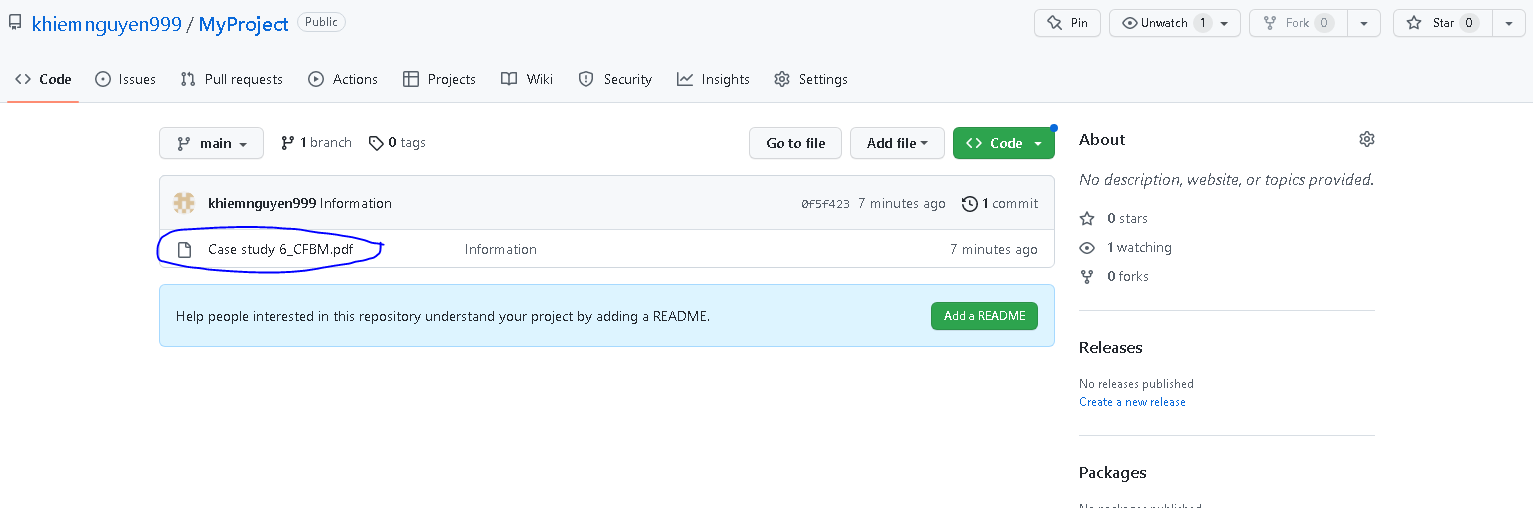 khiemnguyen999 / MyProject Public
Pin
Unwatch 1
Fork 0
Star 0
Code
Issues
Pull requests
Actions
Projects
Wiki
Security
Insights
Settings
main
1 branch
0 tags
Go to file
Add file
Code
khiemnguyen999 Information 0f5f423 7 minutes ago 1 commit
Case study 6_CFBM.pdf Information 7 minutes ago
Help people interested in this repository understand your project by adding a README. Add a README
About
No description, website, or topics provided.
0 stars
1 watching
0 forks
Releases
No releases published
Create a new release
Packages